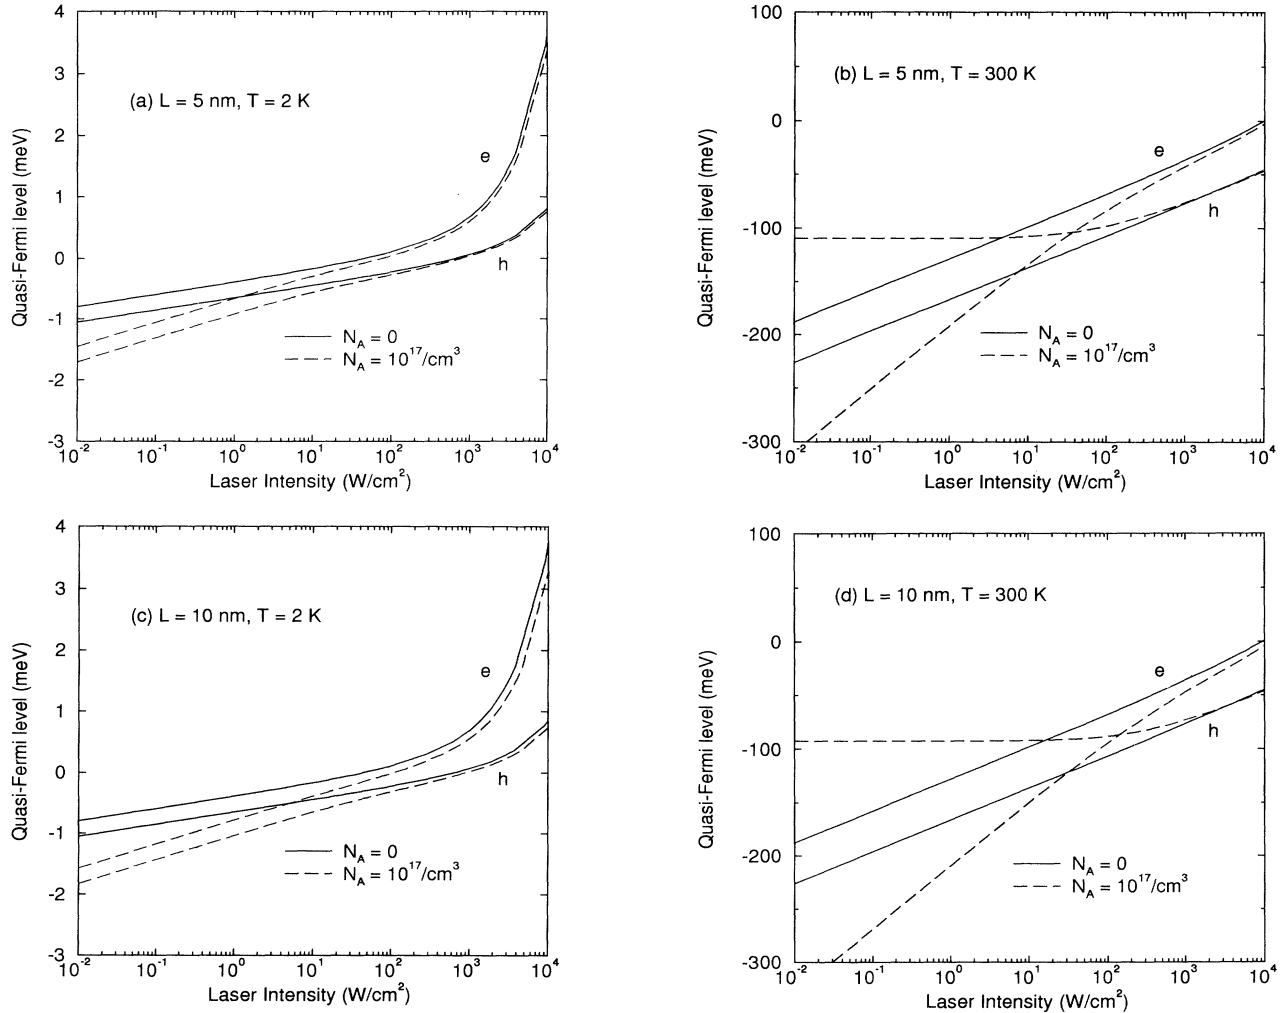 4
3
2
1
0
-1
-2
-3
Quasi-Fermi level (meV)
(a) L = 5 nm, T = 2 K
e
h
N_A = 0
N_A = 10^17/cm^3
10^-2 10^-1 10^0 10^1 10^2 10^3 10^4
Laser Intensity (W/cm^2)
100
0
-100
-200
-300
Quasi-Fermi level (meV)
(b) L = 5 nm, T = 300 K
e
h
N_A = 0
N_A = 10^17/cm^3
10^-2 10^-1 10^0 10^1 10^2 10^3 10^4
Laser Intensity (W/cm^2)
4
3
2
1
0
-1
-2
-3
Quasi-Fermi level (meV)
(c) L = 10 nm, T = 2 K
e
h
N_A = 0
N_A = 10^17/cm^3
10^-2 10^-1 10^0 10^1 10^2 10^3 10^4
Laser Intensity (W/cm^2)
100
0
-100
-200
-300
Quasi-Fermi level (meV)
(d) L = 10 nm, T = 300 K
e
h
N_A = 0
N_A = 10^17/cm^3
10^-2 10^-1 10^0 10^1 10^2 10^3 10^4
Laser Intensity (W/cm^2)